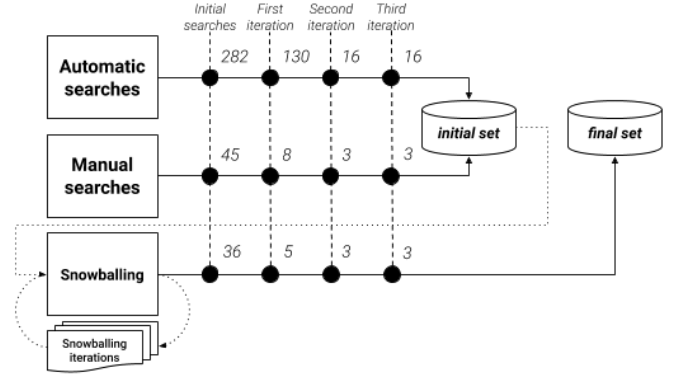 Initial
searches
First
iteration
Second
iteration
Third
iteration
Automatic
searches
282 130 16 16
initial set
final set
Manual
searches
45 8 3 3
Snowballing
36 5 3 3
Snowballing
iterations